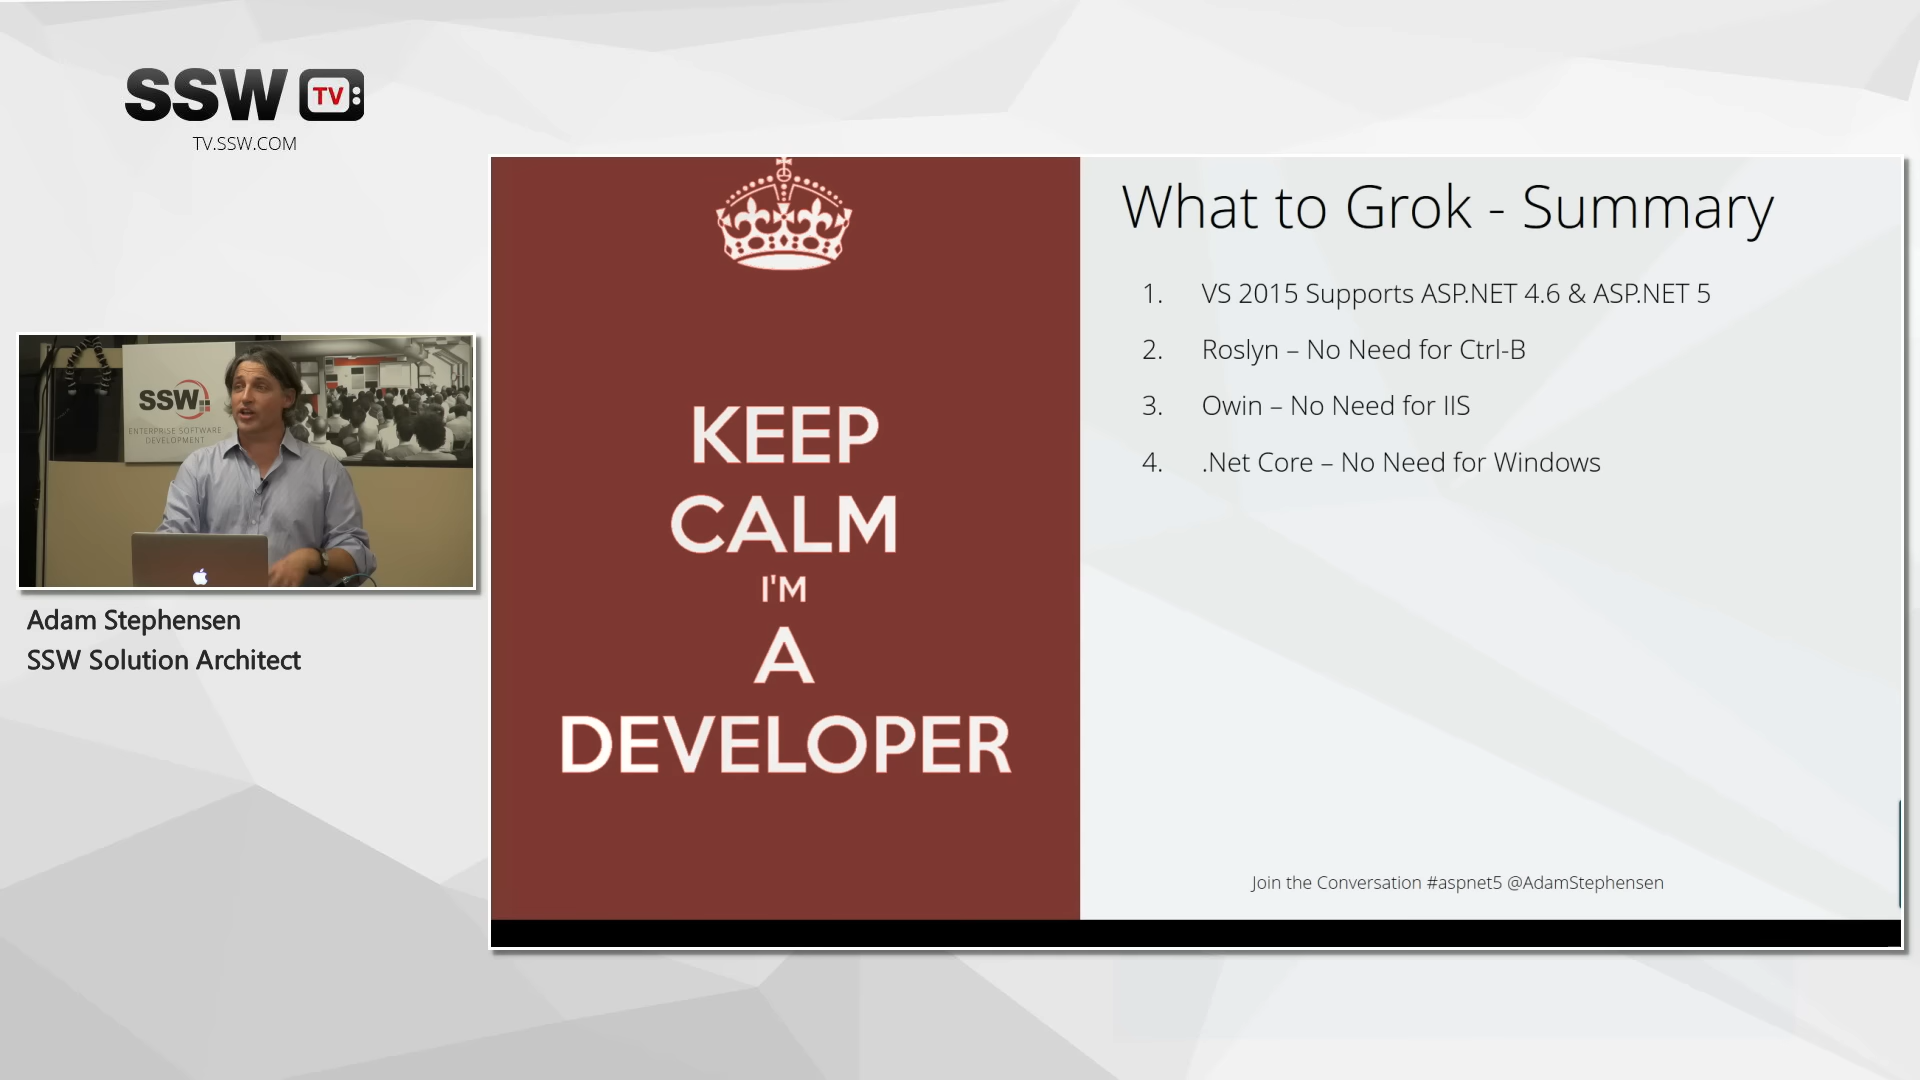 SSW TV:
TV.SSW.COM
SSW
ENTERPRISE SOFTWARE
DEVELOPMENT
Adam Stephensen
SSW Solution Architect
KEEP
CALM
I'M
A
DEVELOPER
What to Grok - Summary
1. VS 2015 Supports ASP.NET 4.6 & ASP.NET 5
2. Roslyn – No Need for Ctrl-B
3. Owin – No Need for IIS
4. .Net Core – No Need for Windows
Join the Conversation #aspnet5 @AdamStephensen